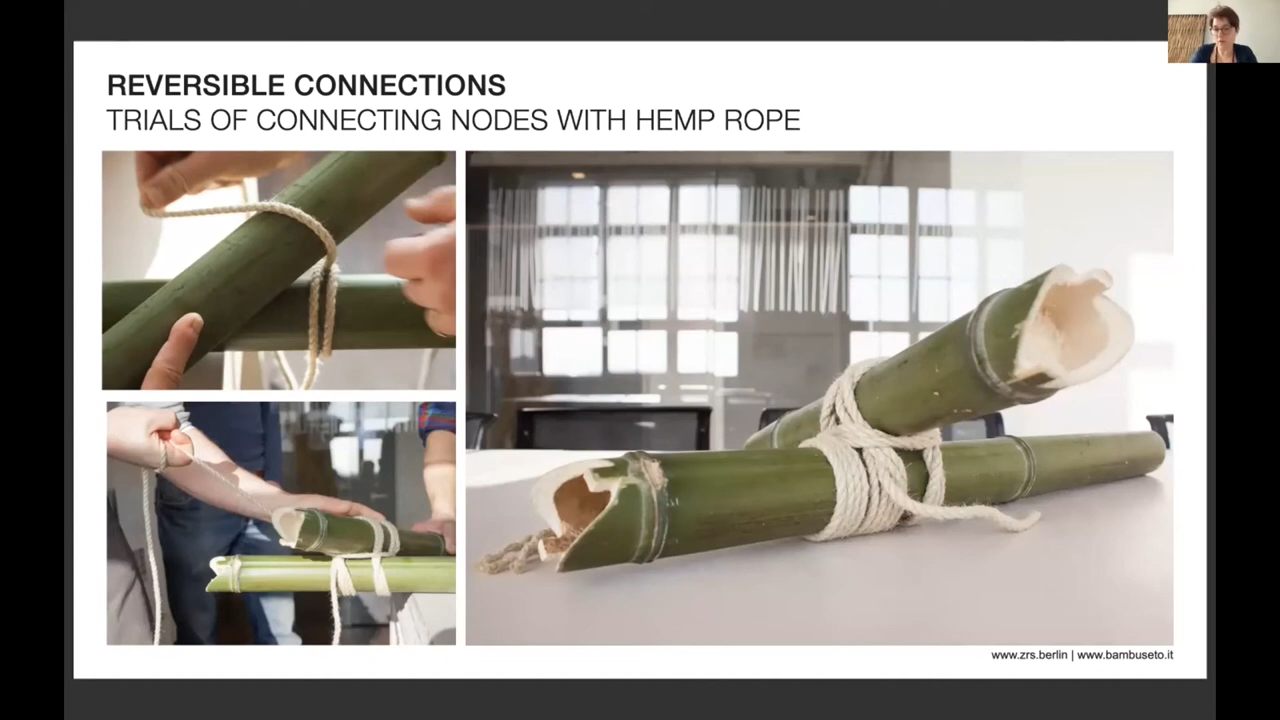 REVERSIBLE CONNECTIONS
TRIALS OF CONNECTING NODES WITH HEMP ROPE
www.zrs.berlin | www.bambuseto.it